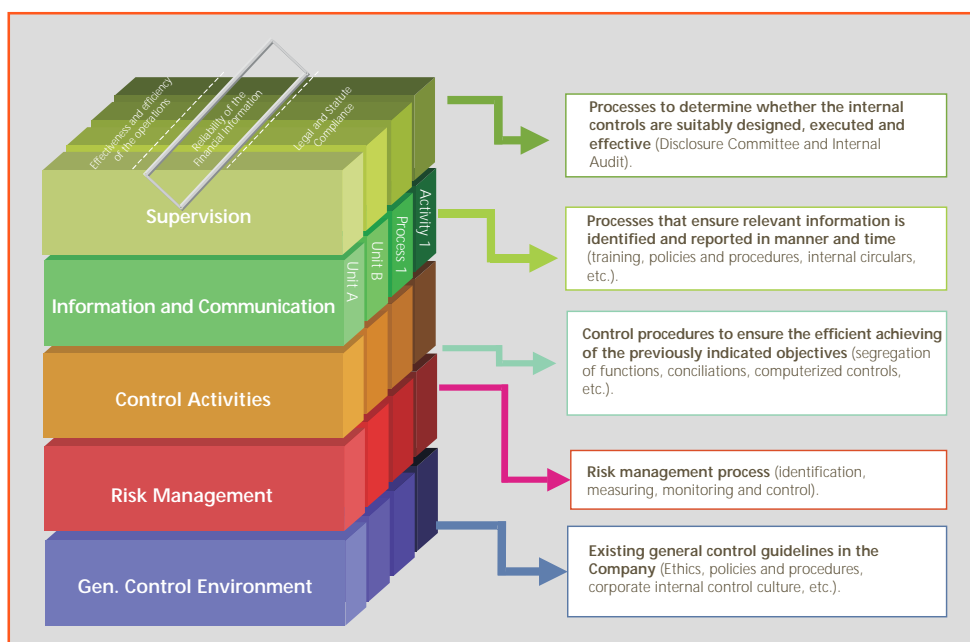 Effectiveness and efficiency
of the operations
Reliability of the
Financial Information
Legal and Statute
Compliance
Supervision
Information and Communication
Control Activities
Risk Management
Gen. Control Environment
Unit A
Unit B
Process 1
Activity 1
Processes to determine whether the internal
controls are suitably designed, executed and
effective (Disclosure Committee and Internal
Audit).
Processes that ensure relevant information is
identified and reported in manner and time
(training, policies and procedures, internal circulars,
etc.).
Control procedures to ensure the efficient achieving
of the previously indicated objectives (segregation
of functions, conciliations, computerized controls,
etc.).
Risk management process (identification,
measuring, monitoring and control).
Existing general control guidelines in the
Company (Ethics, policies and procedures,
corporate internal control culture, etc.).